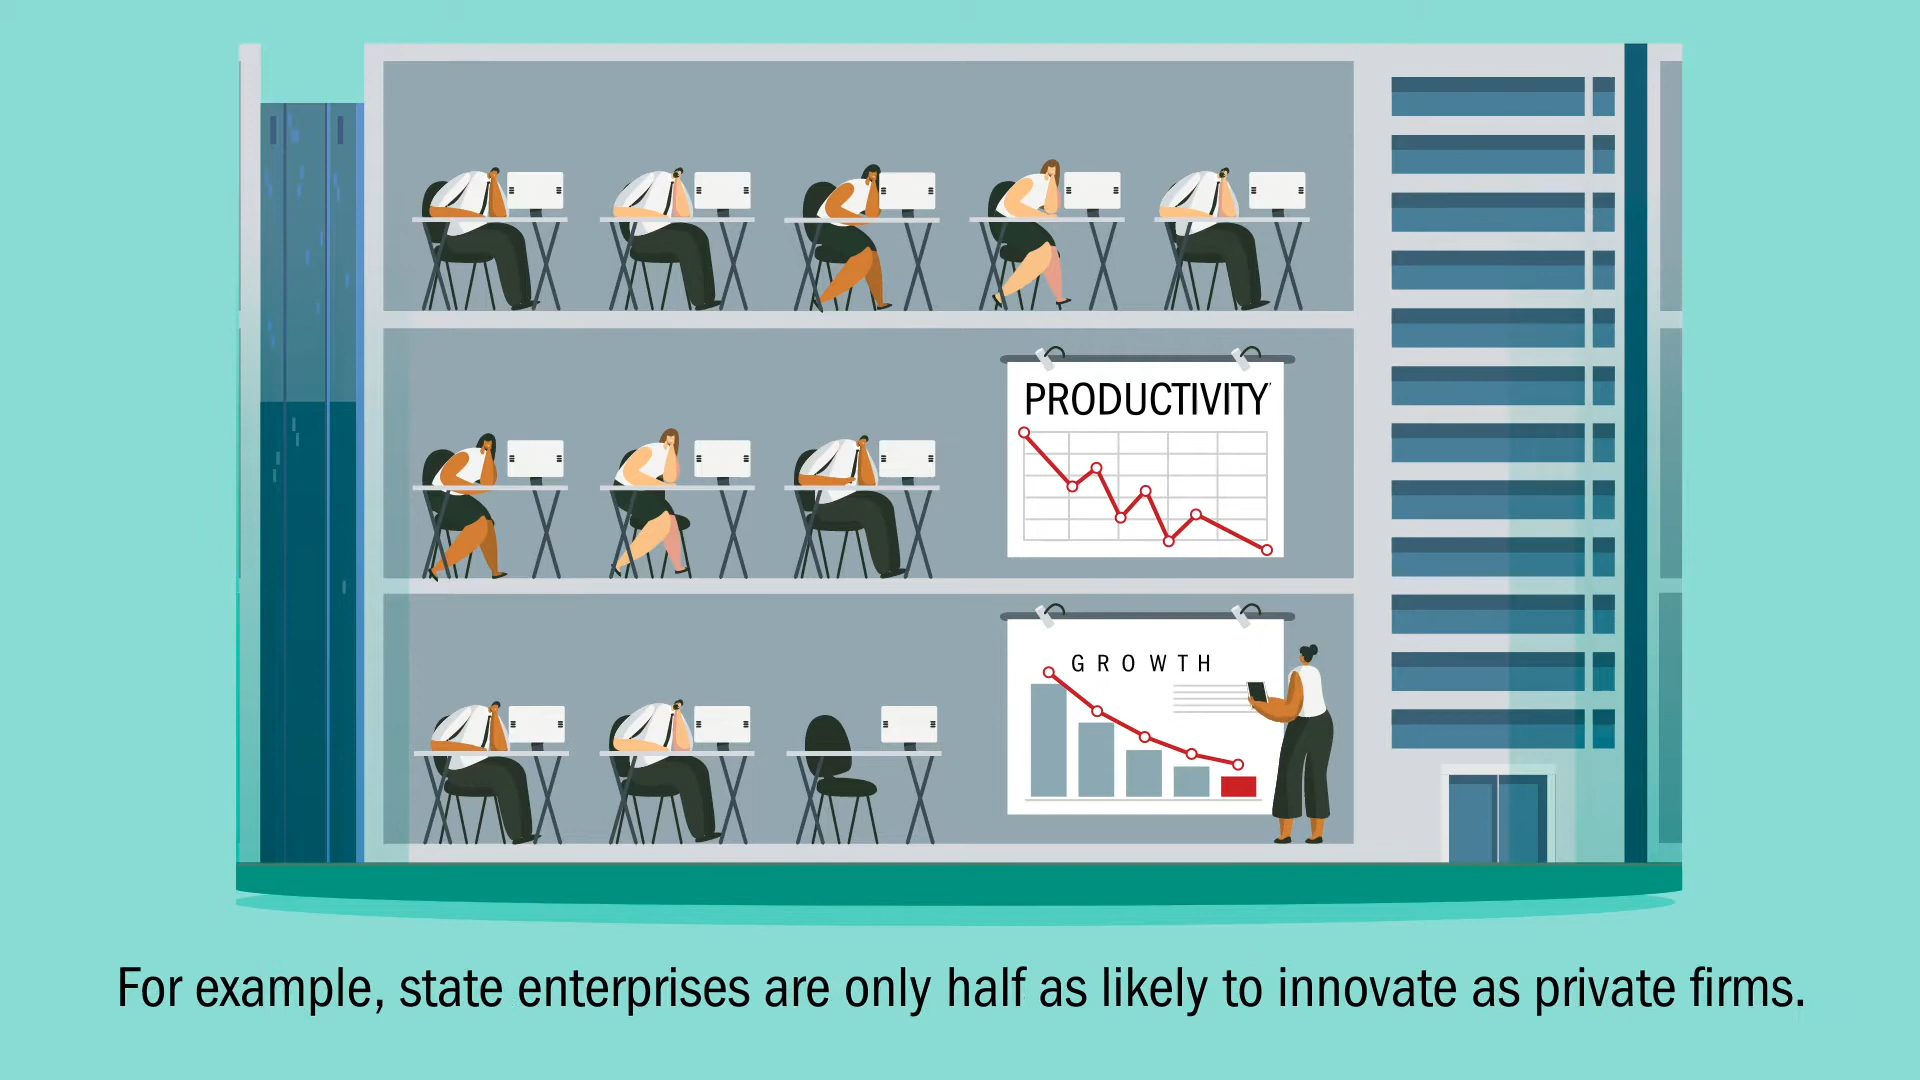 PRODUCTIVITY
GROWTH
For example, state enterprises are only half as likely to innovate as private firms.